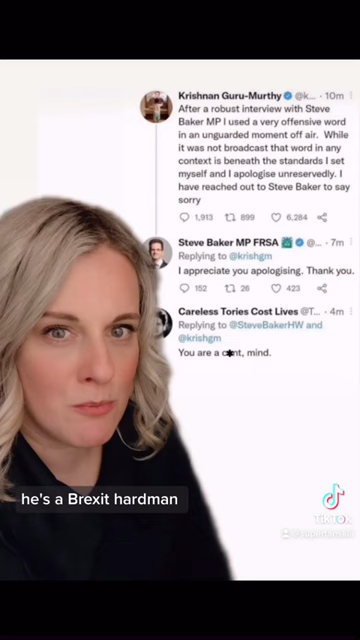 Krishnan Guru-Murthy @k... · 10m
After a robust interview with Steve
Baker MP I used a very offensive word
in an unguarded moment off air. While
it was not broadcast that word in any
context is beneath the standards I set
myself and I apologise unreservedly. I
have reached out to Steve Baker to say
sorry
1,913 899 6,284
Steve Baker MP FRSA @... · 7m
Replying to @krishgm
I appreciate you apologising. Thank you.
152 26 423
Careless Tories Cost Lives @T... · 4m
Replying to @SteveBakerHW and
@krishgm
You are a c*nt, mind.
he's a Brexit hardman
TikTok